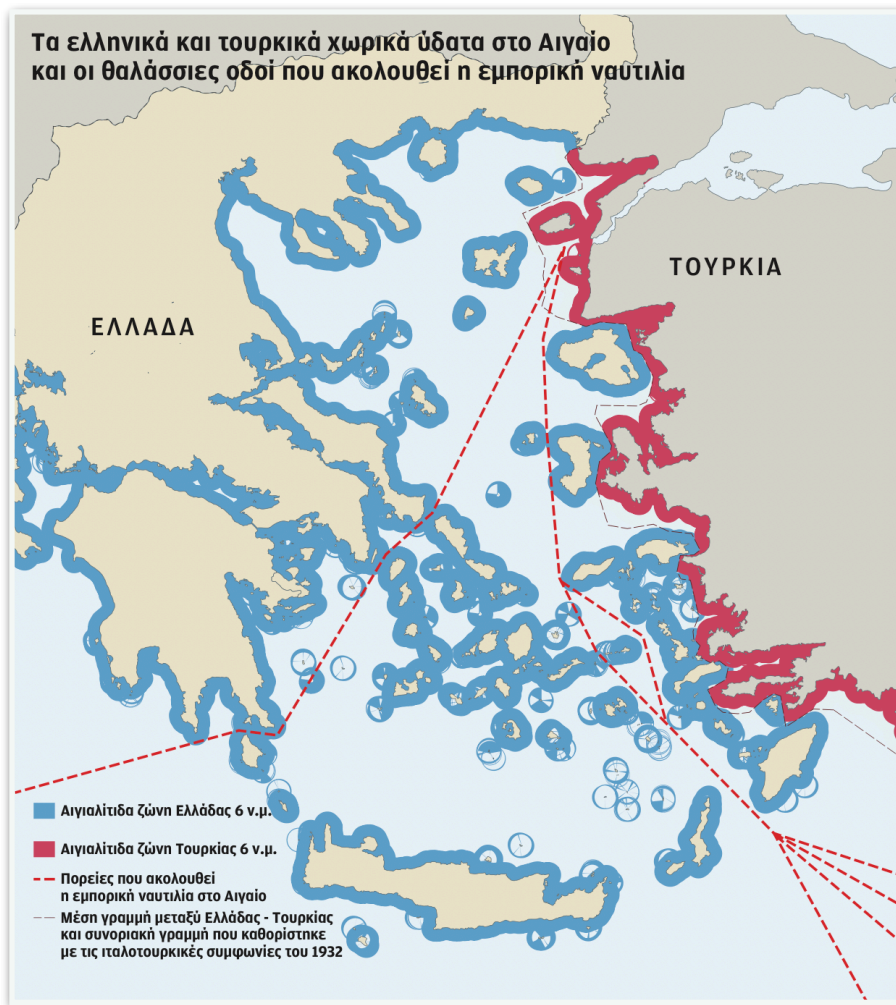 Τα ελληνικά και τουρκικά χωρικά ύδατα στο Αιγαίο
και οι θαλάσσιες οδοί που ακολουθεί η εμπορική ναυτιλία
ΤΟΥΡΚΙΑ
ΕΛΛΑΔΑ
Αιγιαλίτιδα ζώνη Ελλάδας 6 ν.μ.
Αιγιαλίτιδα ζώνη Τουρκίας 6 ν.μ.
Πορείες που ακολουθεί
η εμπορική ναυτιλία στο Αιγαίο
Μέση γραμμή μεταξύ Ελλάδας - Τουρκίας
και συνοριακή γραμμή που καθορίστηκε
με τις ιταλοτουρκικές συμφωνίες του 1932